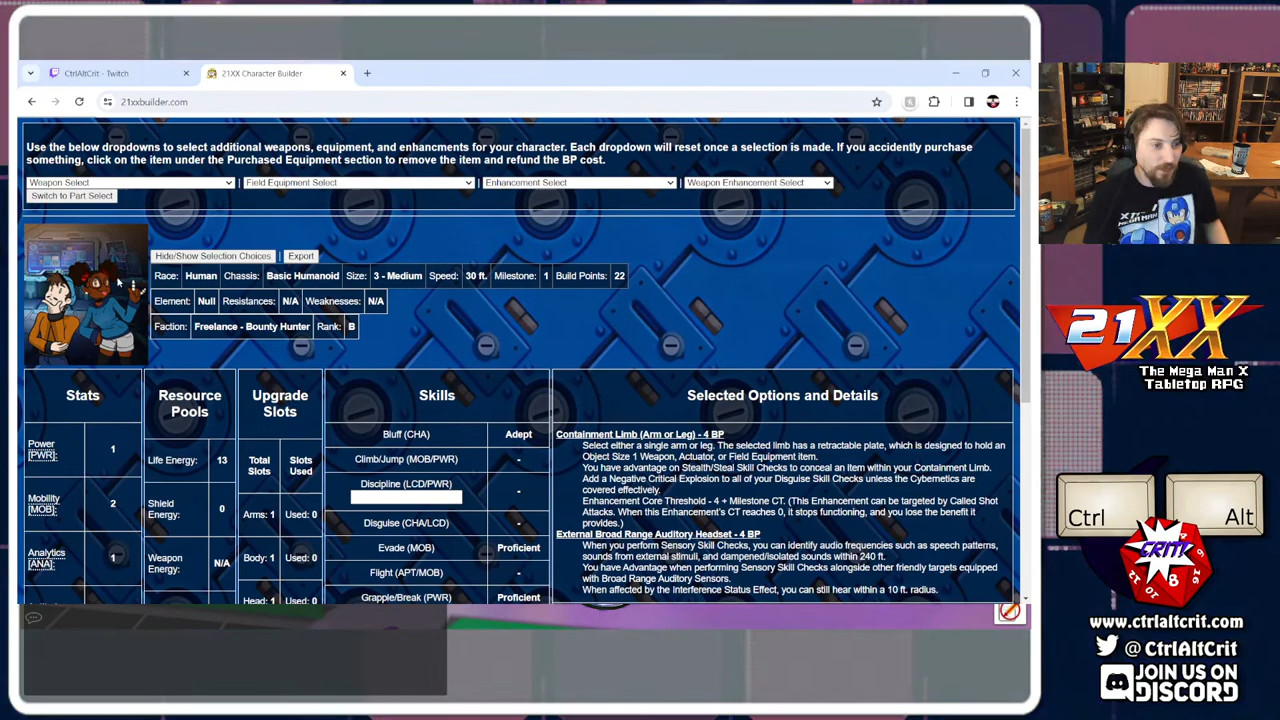 CtrlAltCrit - Twitch
21XX Character Builder
21xxbuilder.com
Use the below dropdowns to select additional weapons, equipment, and enhancments for your character. Each dropdown will reset once a selection is made. If you accidently purchase
something, click on the item under the Purchased Equipment section to remove the item and refund the BP cost.
Weapon Select | Field Equipment Select | Enhancement Select | Weapon Enhancement Select
Switch to Part Select
Hide/Show Selection Choices | Export
Race: Human Chassis: Basic Humanoid Size: 3 - Medium Speed: 30 ft. Milestone: 1 Build Points: 22
Element: Null Resistances: N/A Weaknesses: N/A
Faction: Freelance - Bounty Hunter Rank: B
Stats
Power
(PWR):
1
Mobility
(MOB):
2
Analytics
(ANA):
1
Resource
Pools
Life Energy: 13
Shield
Energy:
0
Weapon
Energy:
N/A
Upgrade
Slots
Total
Slots
Slots
Used
Arms: 1 Used: 0
Body: 1 Used: 0
Head: 1 Used: 0
Skills
Bluff (CHA) Adept
Climb/Jump (MOB/PWR) -
Discipline (LCD/PWR) -
Disguise (CHA/LCD) -
Evade (MOB) Proficient
Flight (APT/MOB) -
Grapple/Break (PWR) Proficient
Selected Options and Details
Containment Limb (Arm or Leg) - 4 BP
Select either a single arm or leg. The selected limb has a retractable plate, which is designed to hold an
Object Size 1 Weapon, Actuator, or Field Equipment item.
You have advantage on Stealth/Steal Skill Checks to conceal an item within your Containment Limb.
Add a Negative Critical Explosion to all of your Disguise Skill Checks unless the Cybernetics are
covered effectively.
Enhancement Core Threshold - 4 + Milestone CT. (This Enhancement can be targeted by Called Shot
Attacks. When this Enhancement's CT reaches 0, it stops functioning, and you lose the benefit it
provides.)
External Broad Range Auditory Headset - 4 BP
When you perform Sensory Skill Checks, you can identify audio frequencies such as speech patterns,
sounds from external stimuli, and dampened/isolated sounds within 240 ft.
You have Advantage when performing Sensory Skill Checks alongside other friendly targets equipped
with Broad Range Auditory Sensors.
When affected by the Interference Status Effect, you can still hear within a 10 ft. radius.
MEGA MAN
21XX
The Mega Man X
Tabletop RPG
Ctrl
Alt
CRIT!
www.ctrlaltcrit.com
@ CtrlAltCrit
JOIN US ON
DISCORD